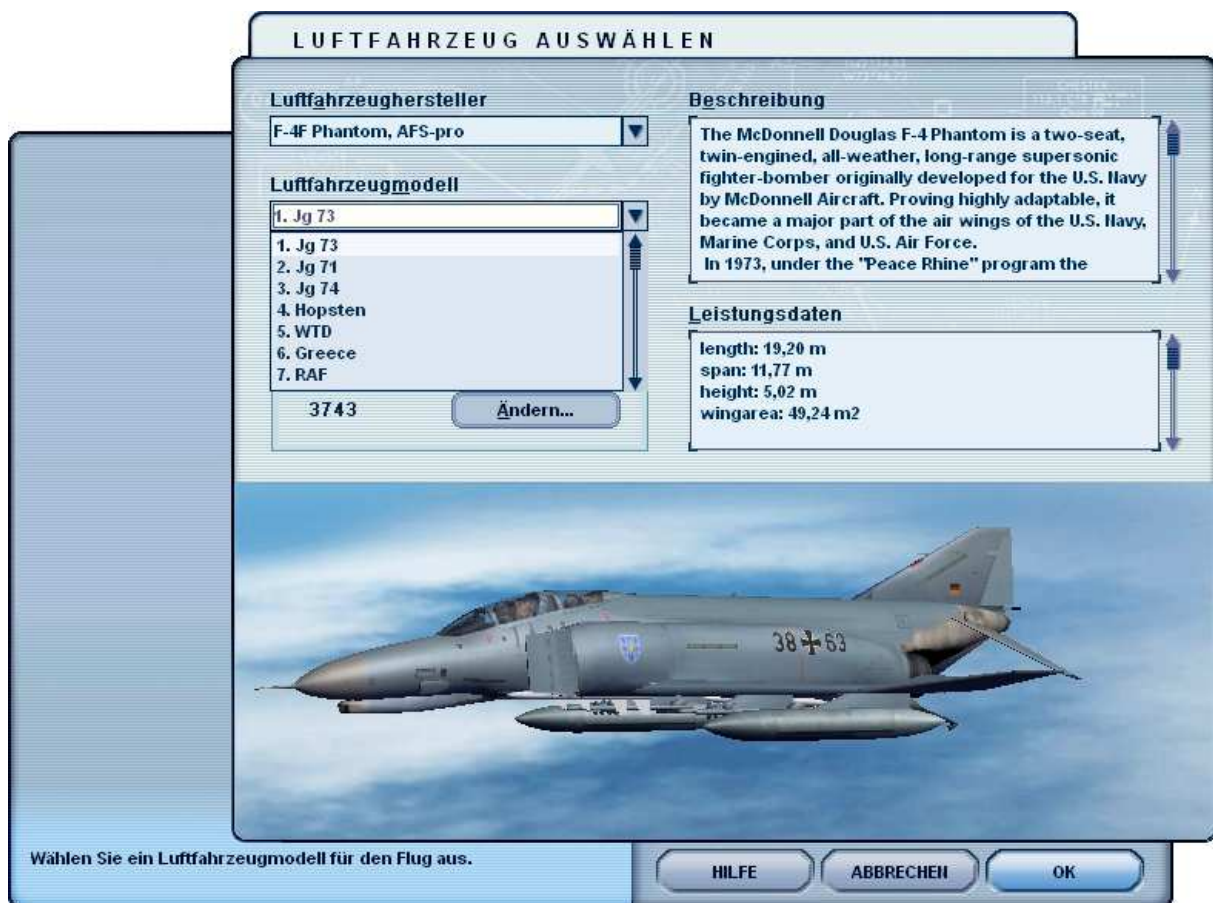 LUFTFAHRZEUG AUSWÄHLEN
Luftfahrzeughersteller
F-4F Phantom, AFS-pro
Luftfahrzeugmodell
1. Jg 73
1. Jg 73
2. Jg 71
3. Jg 74
4. Hopsten
5. WTD
6. Greece
7. RAF
3743
Ändern...
Beschreibung
The McDonnell Douglas F-4 Phantom is a two-seat,
twin-engined, all-weather, long-range supersonic
fighter-bomber originally developed for the U.S. Navy
by McDonnell Aircraft. Proving highly adaptable, it
became a major part of the air wings of the U.S. Navy,
Marine Corps, and U.S. Air Force.
In 1973, under the "Peace Rhine" program the
Leistungsdaten
length: 19,20 m
span: 11,77 m
height: 5,02 m
wingarea: 49,24 m2
38 63
Wählen Sie ein Luftfahrzeugmodell für den Flug aus.
HILFE
ABBRECHEN
OK